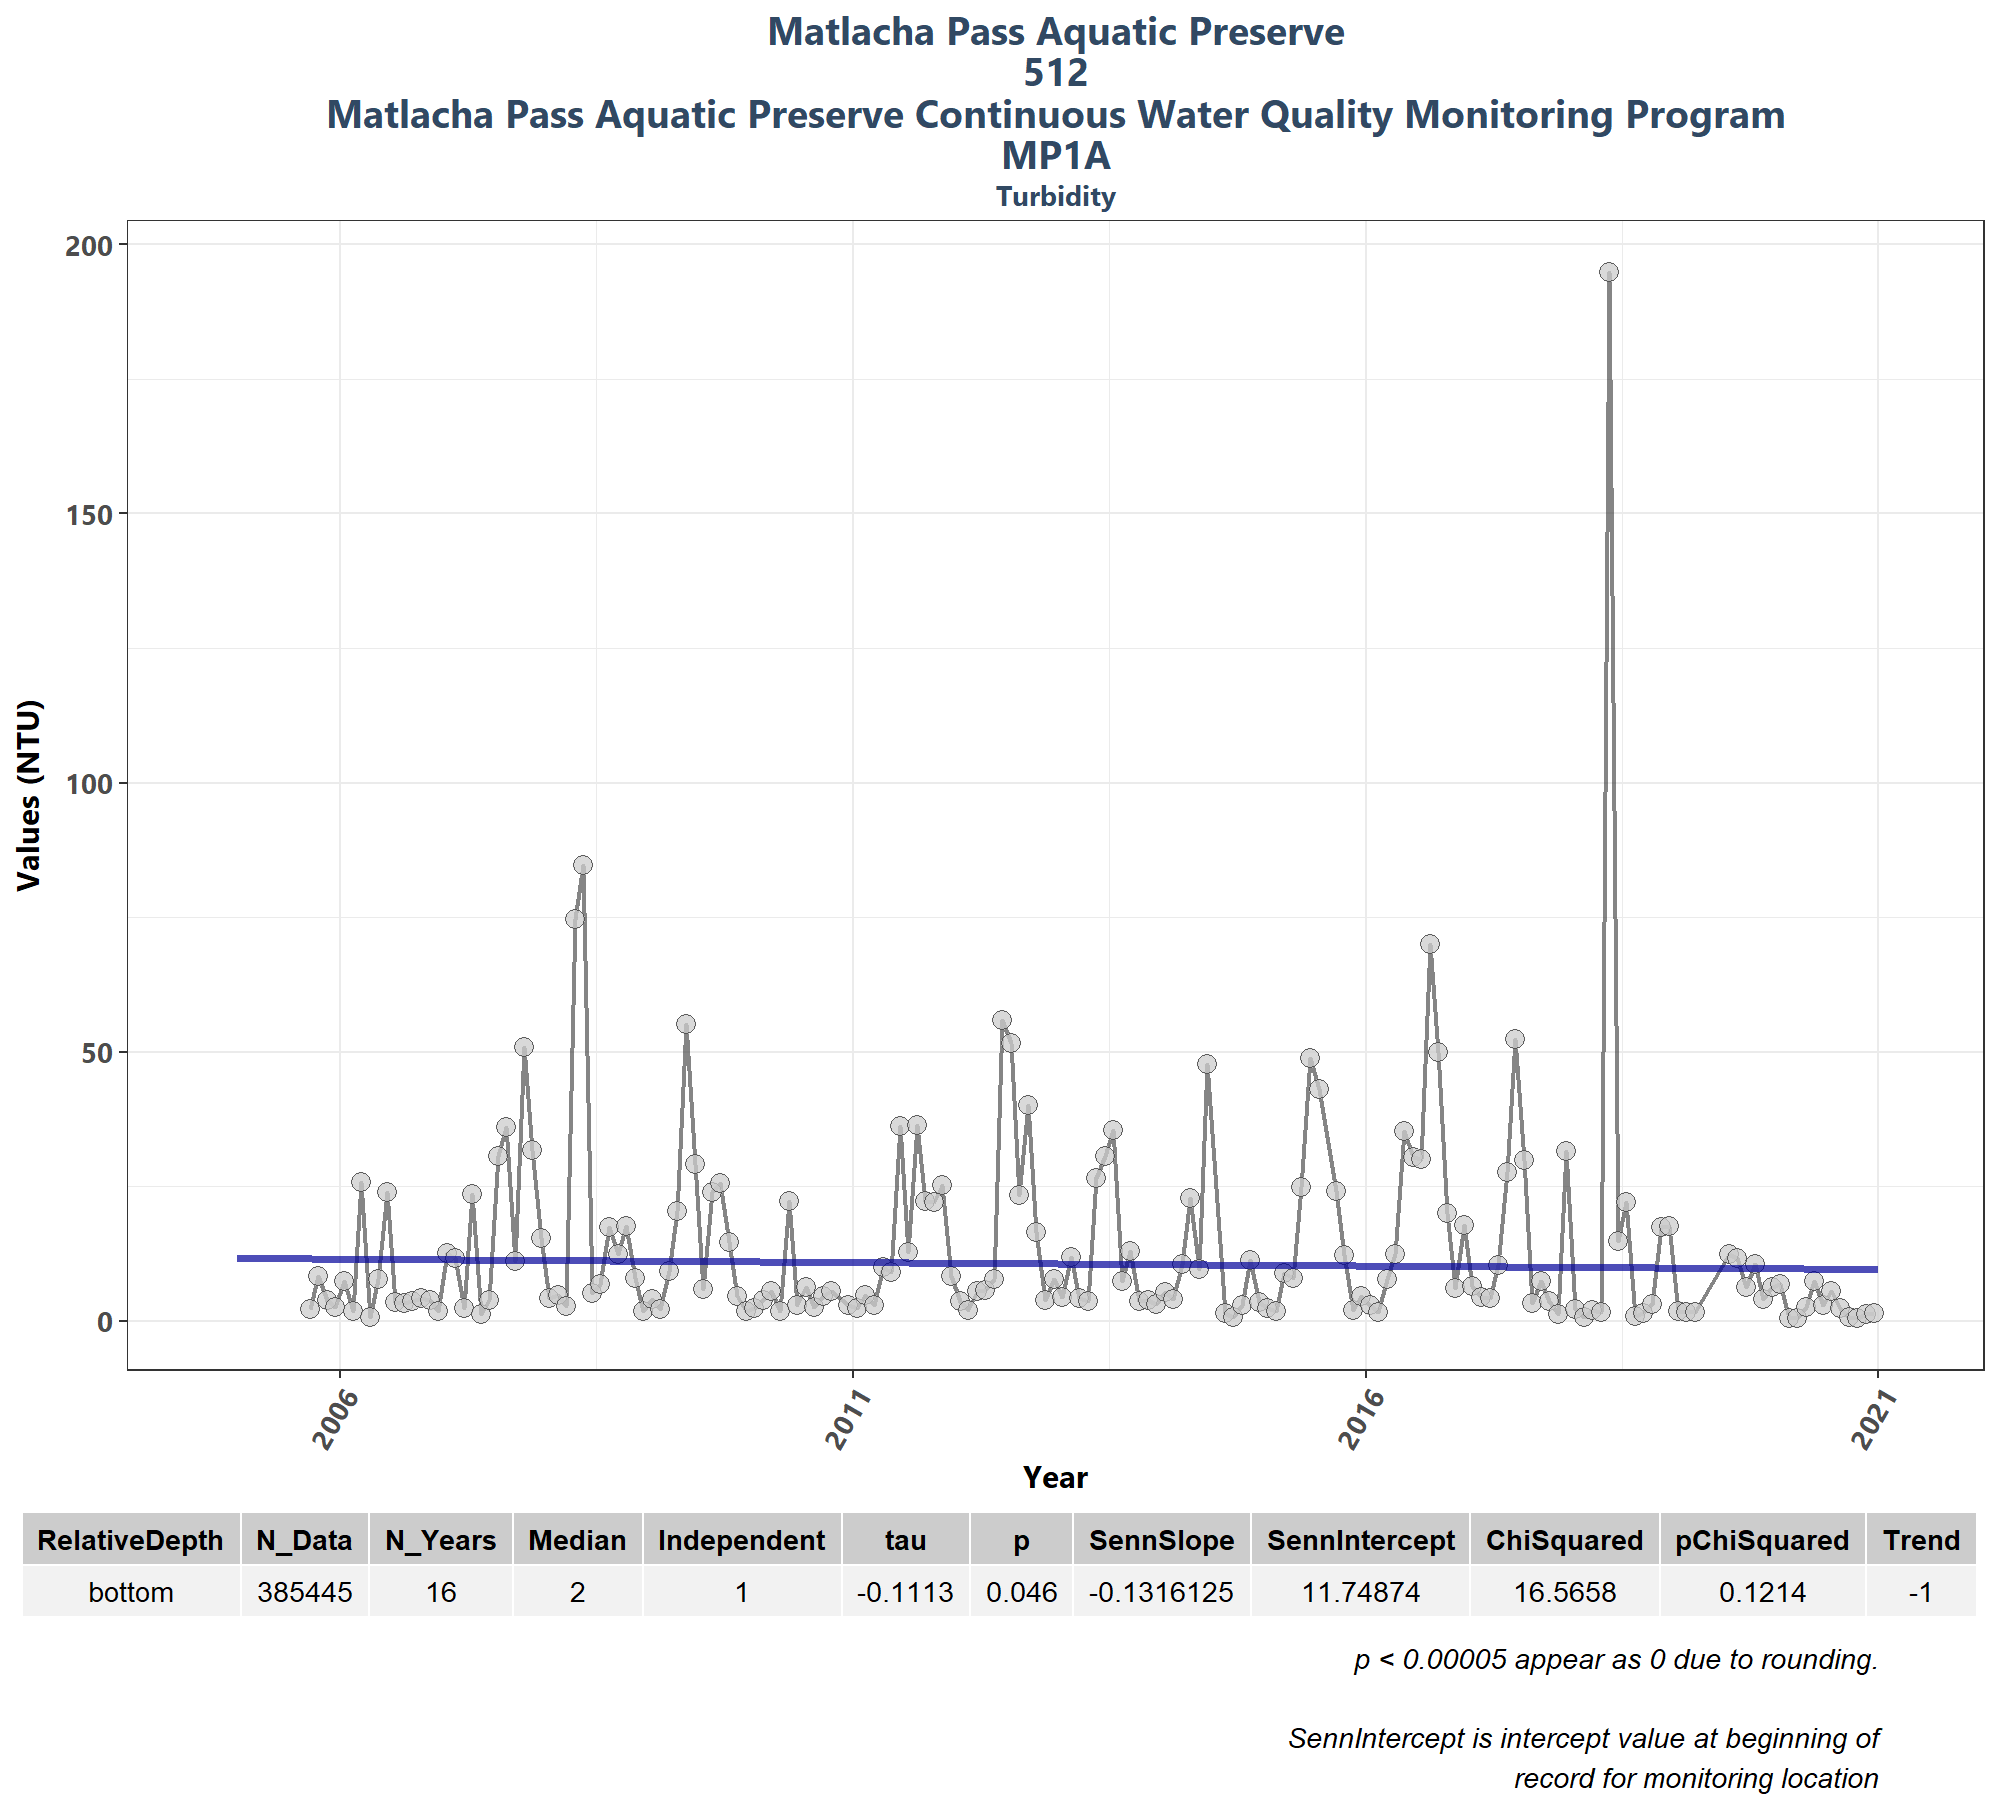 Matlacha Pass Aquatic Preserve
512
Matlacha Pass Aquatic Preserve Continuous Water Quality Monitoring Program
MP1A
Turbidity
200
150
100
50
0
Values (NTU)
2006
2011
2016
2021
Year
RelativeDepth N_Data N_Years Median Independent tau p SennSlope SennIntercept ChiSquared pChiSquared Trend
bottom 385445 16 2 1 -0.1113 0.046 -0.1316125 11.74874 16.5658 0.1214 -1
p < 0.00005 appear as 0 due to rounding.
SennIntercept is intercept value at beginning of
record for monitoring location